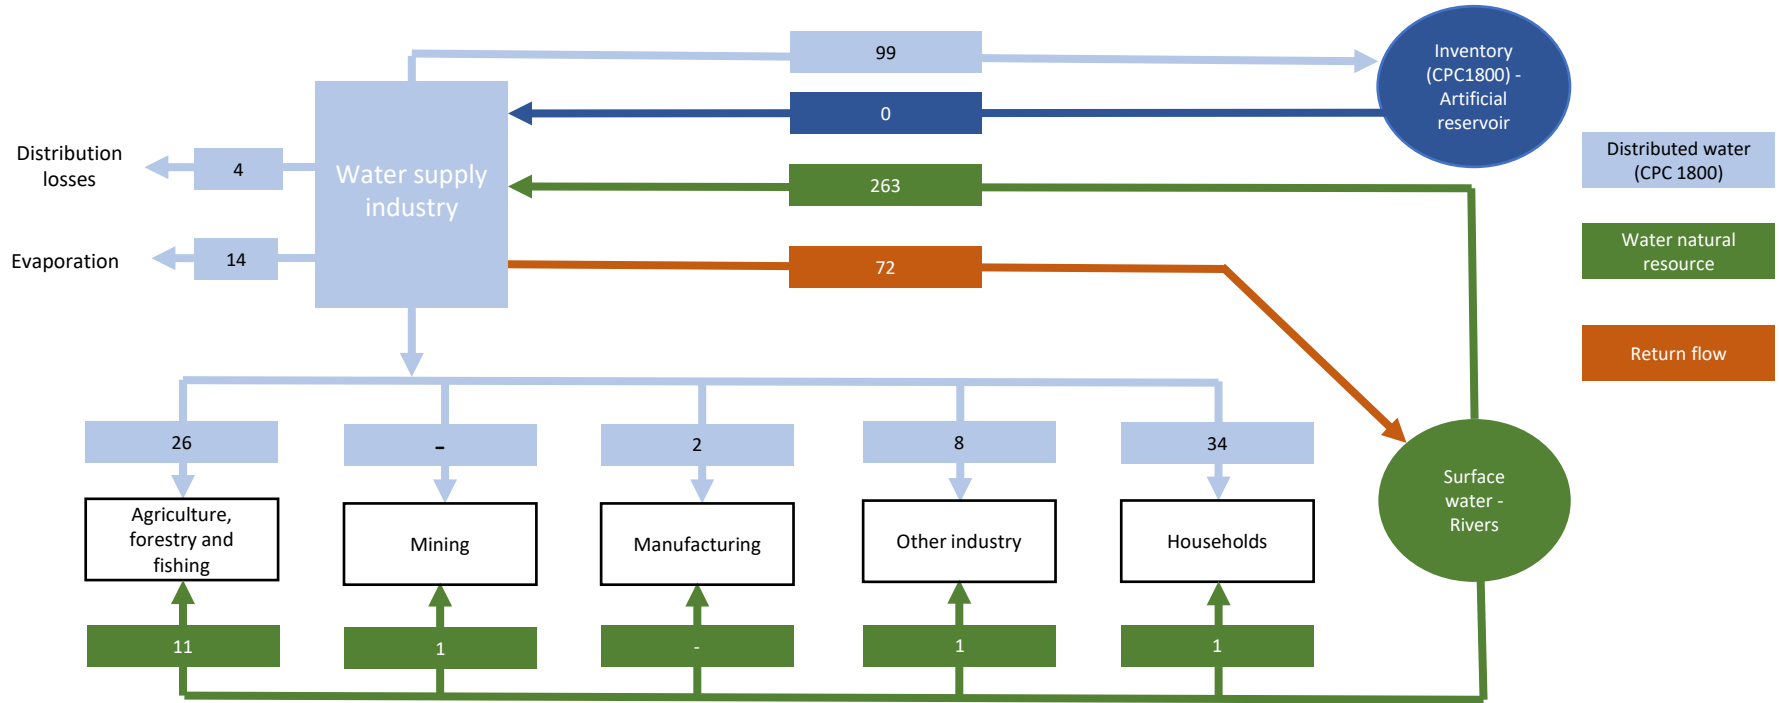 99
Inventory
(CPC1800) -
Artificial
reservoir
0
Distribution
losses
4
Water supply
industry
263
Distributed water
(CPC 1800)
Evaporation
14
72
Water natural
resource
Return flow
26
-
2
8
34
Agriculture,
forestry and
fishing
Mining
Manufacturing
Other industry
Households
Surface
water -
Rivers
11
1
-
1
1